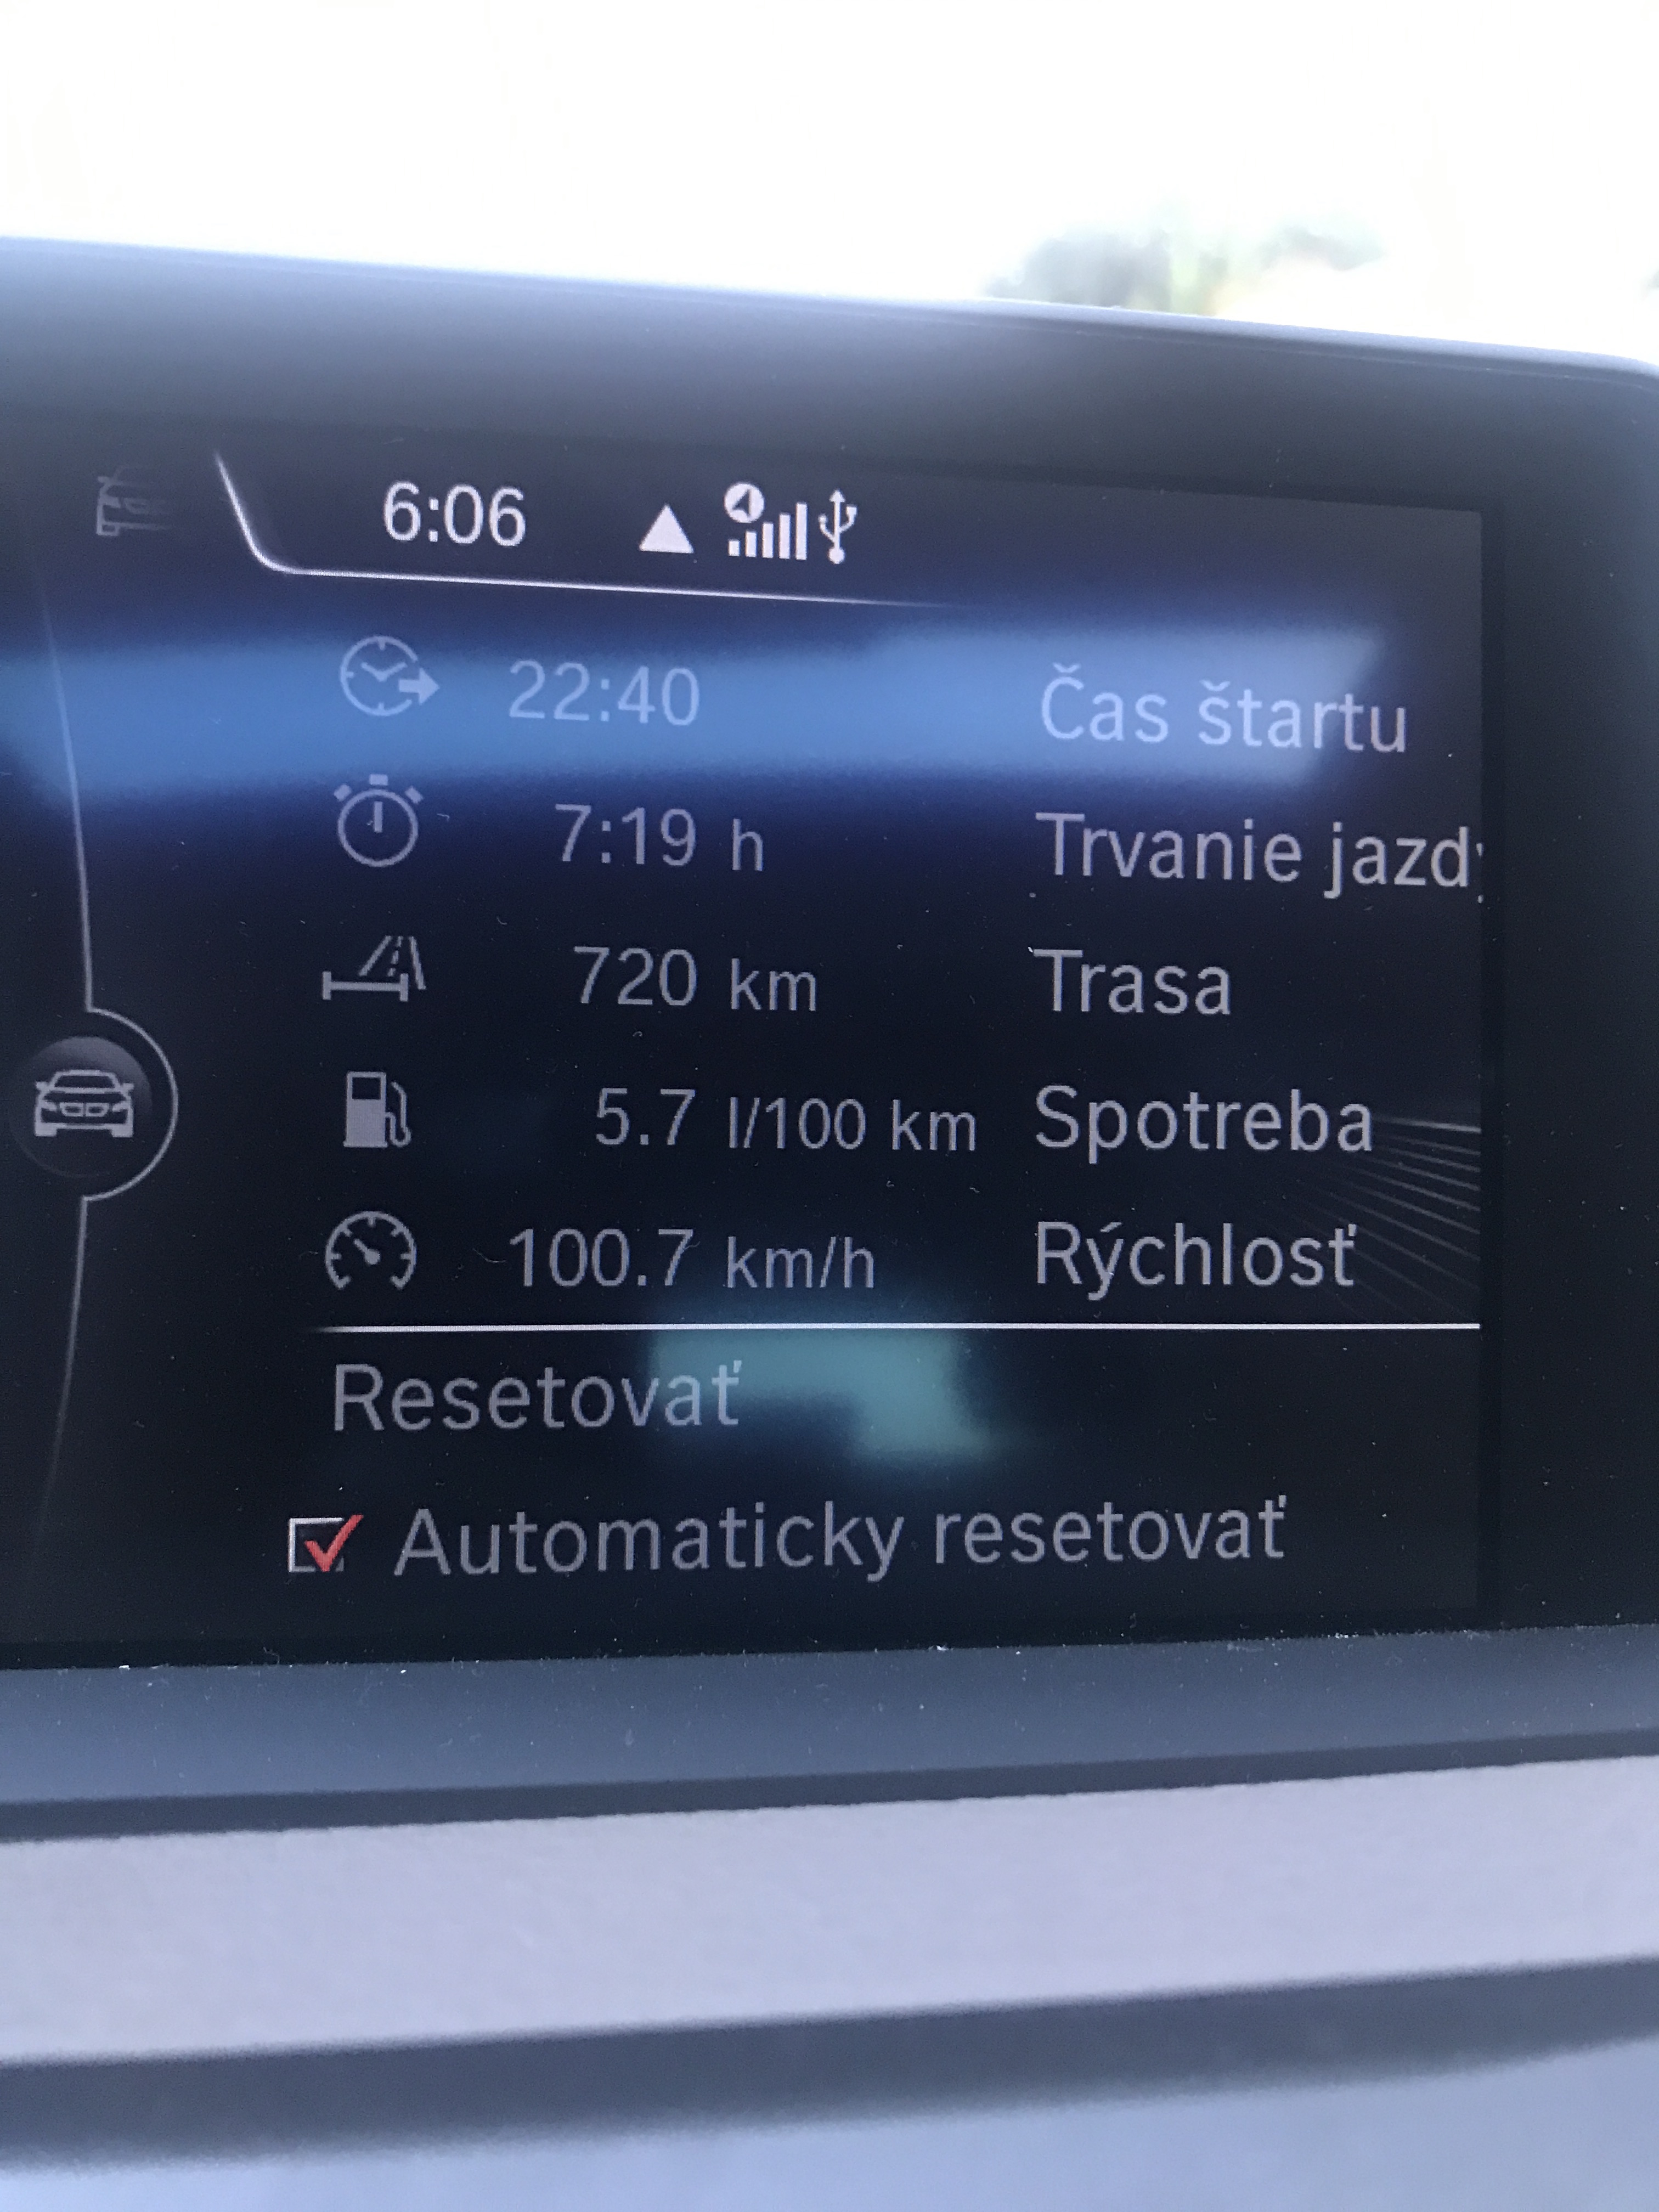 6:06
22:40 Čas štartu
7:19 h Trvanie jazdy
720 km Trasa
5.7 l/100 km Spotreba
100.7 km/h Rýchlosť
Resetovať
Automaticky resetovať